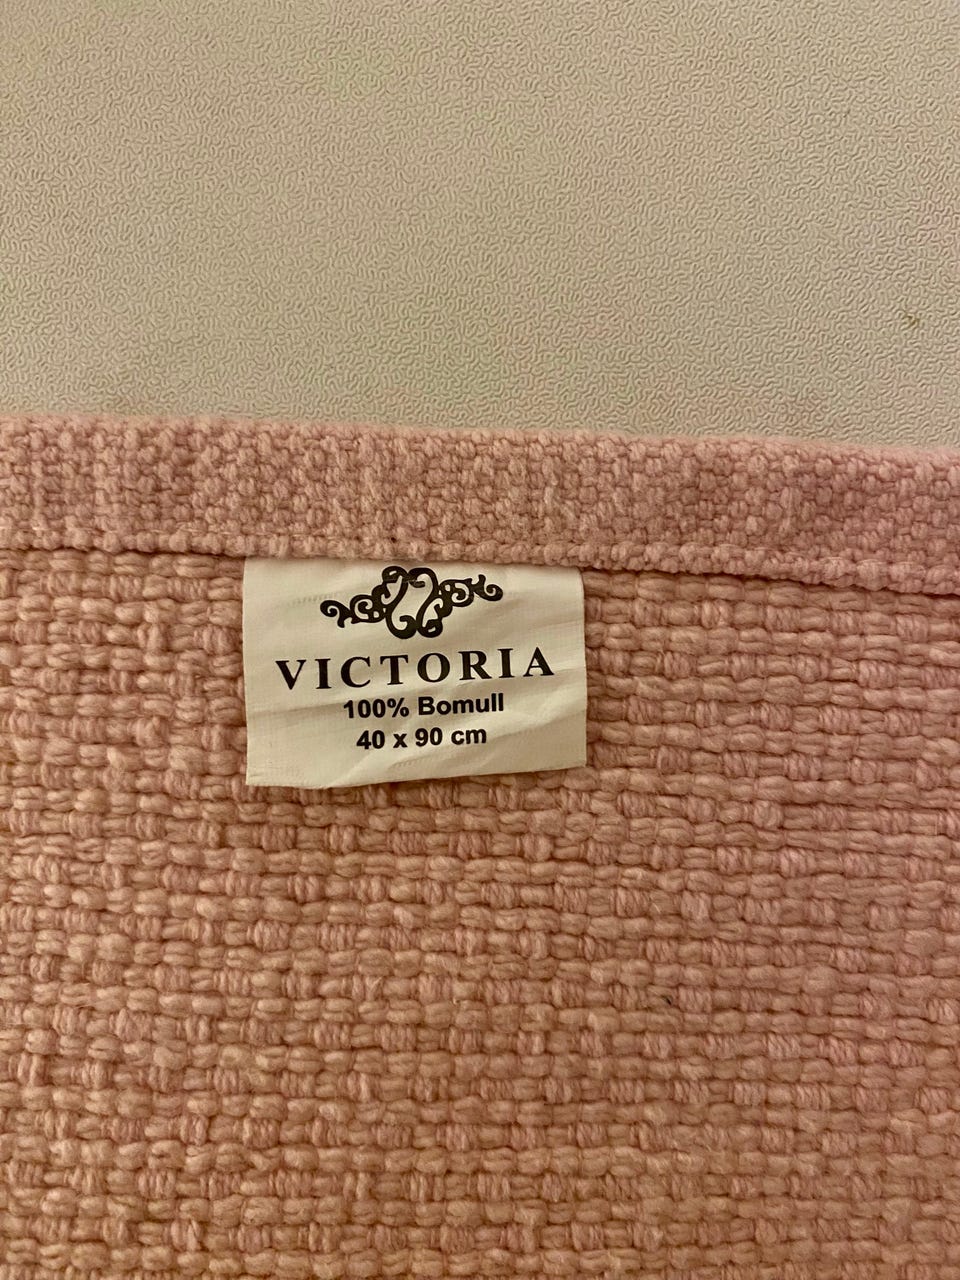 VICTORIA
100% Bomull
40 x 90 cm